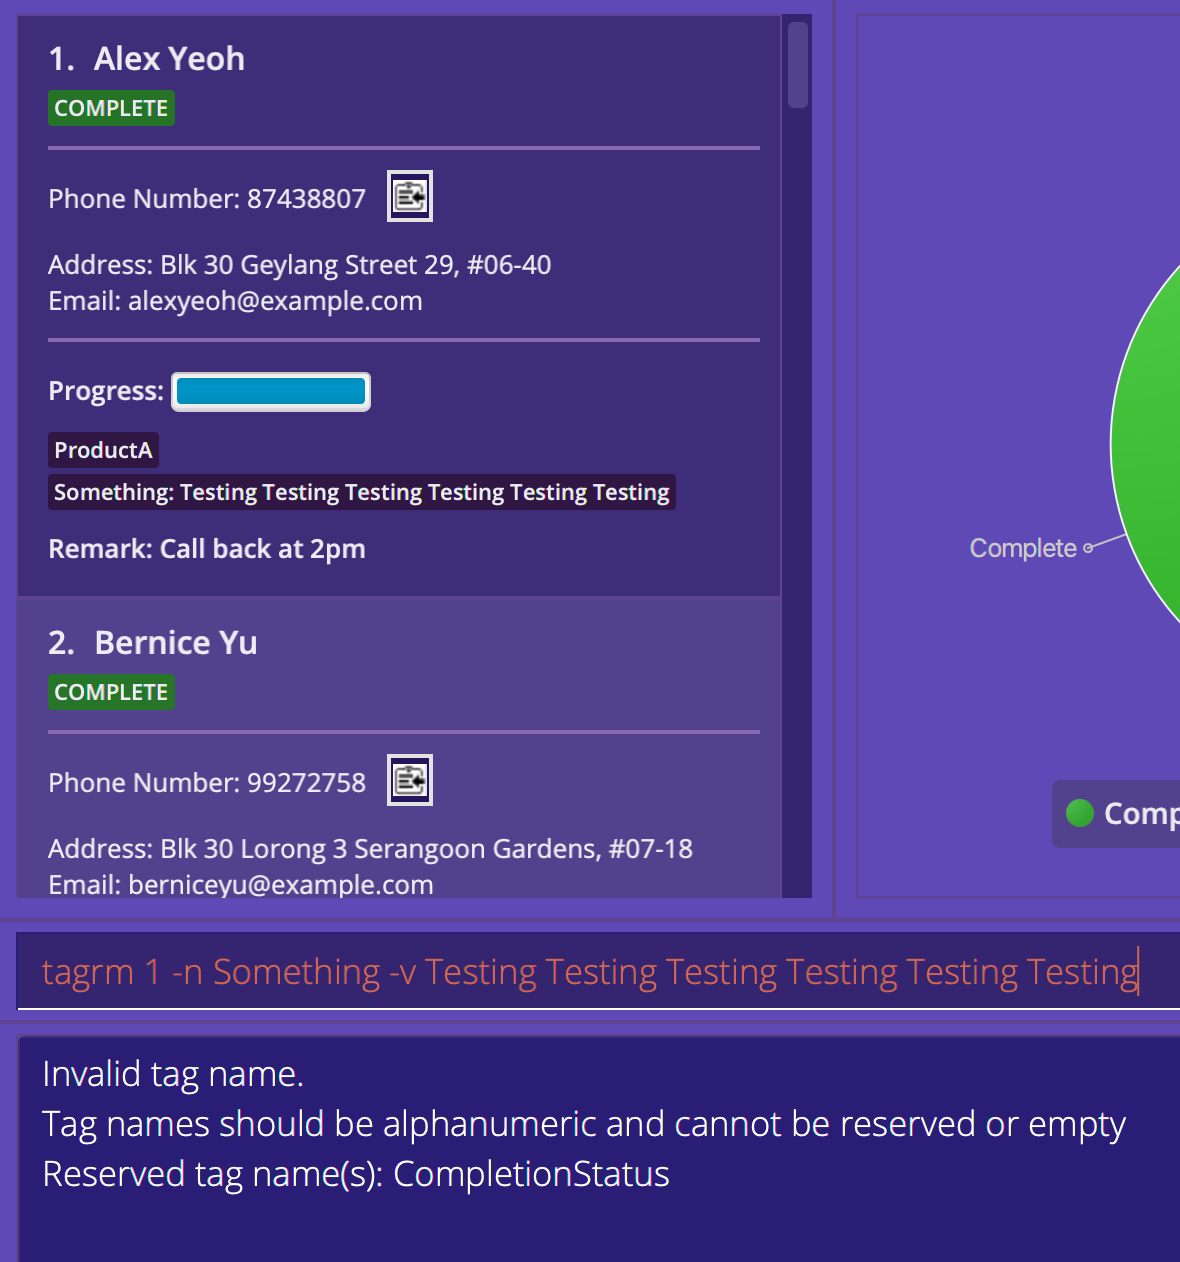 1. Alex Yeoh
COMPLETE
Phone Number: 87438807
Address: Blk 30 Geylang Street 29, #06-40
Email: alexyeoh@example.com
Progress:
ProductA
Something: Testing Testing Testing Testing Testing Testing
Remark: Call back at 2pm
2. Bernice Yu
COMPLETE
Phone Number: 99272758
Address: Blk 30 Lorong 3 Serangoon Gardens, #07-18
Email: berniceyu@example.com
Complete
Comp
tagrm 1 -n Something -v Testing Testing Testing Testing Testing Testing
Invalid tag name.
Tag names should be alphanumeric and cannot be reserved or empty
Reserved tag name(s): CompletionStatus